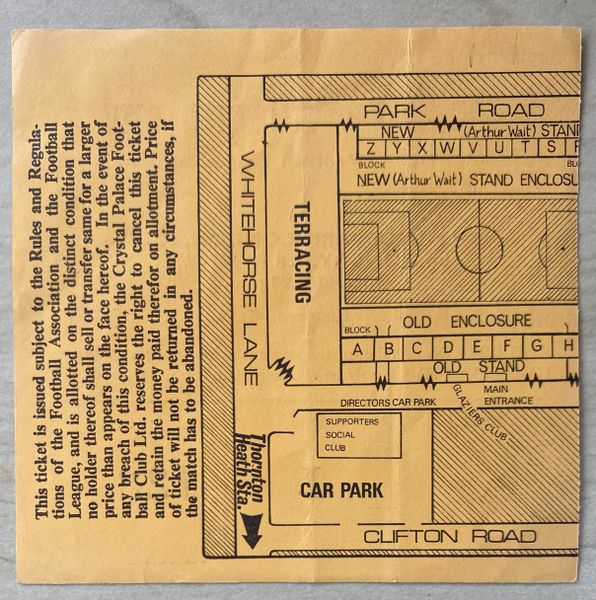 This ticket is issued subject to the Rules and Regula-
tions of the Football Association and the Football
League, and is allotted on the distinct condition that
no holder thereof shall sell or transfer same for a larger
price than appears on the face hereof. In the event of
any breach of this condition, the Crystal Palace Foot-
ball Club Ltd. reserves the right to cancel this ticket
and retain the money paid therefor on allotment. Price
of ticket will not be returned in any circumstances, if
the match has to be abandoned.
PARK ROAD
NEW (Arthur Wait) STAN
Z Y X W V U T S
BLOCK BL
NEW (Arthur Wait) STAND ENCLOSU
WHITEHORSE LANE
TERRACING
OLD ENCLOSURE
BLOCK
A B C D E F G H
OLD STAND
MAIN
ENTRANCE
GLAZIERS CLUB
DIRECTORS CAR PARK
SUPPORTERS
SOCIAL
CLUB
CAR PARK
Thornton
Heath Sta.
CLIFTON ROAD